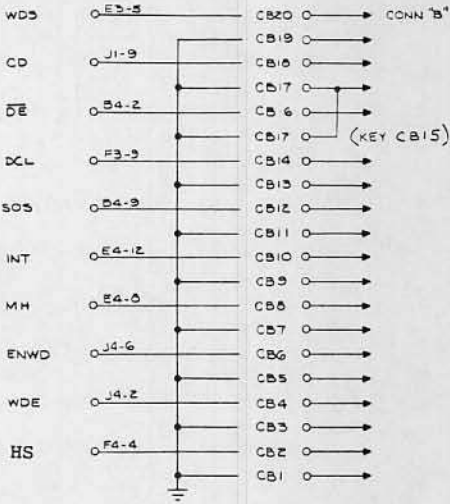 WDS E3-5 CB20 CONN "B"
CB19
CD J1-9 CB18
CB17
DE B4-2 CB16
CB17 (KEY CB15)
DCL F3-9 CB14
CB13
SOS B4-9 CB12
CB11
INT E4-12 CB10
CB9
MH E4-8 CB8
CB7
ENWD J4-6 CB6
CB5
WDE J4-2 CB4
CB3
HS F4-4 CB2
CB1